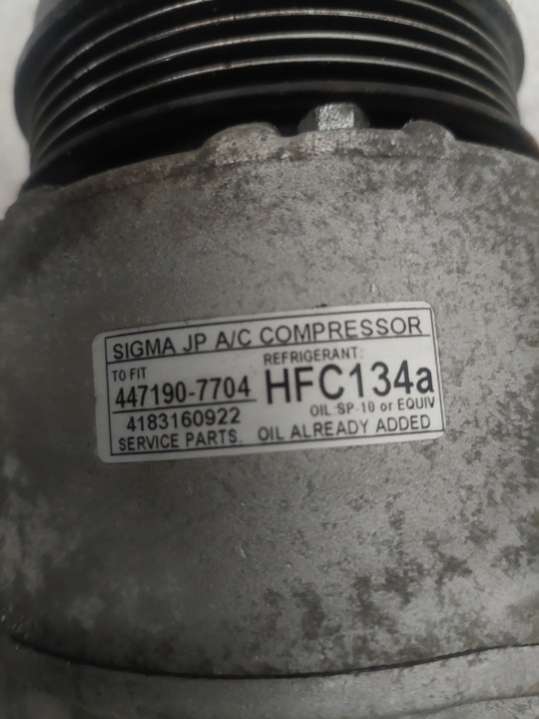 SIGMA JP A/C COMPRESSOR
TO FIT
REFRIGERANT:
447190-7704
HFC134a
4183160922
OIL SP-10 or EQUIV
SERVICE PARTS. OIL ALREADY ADDED